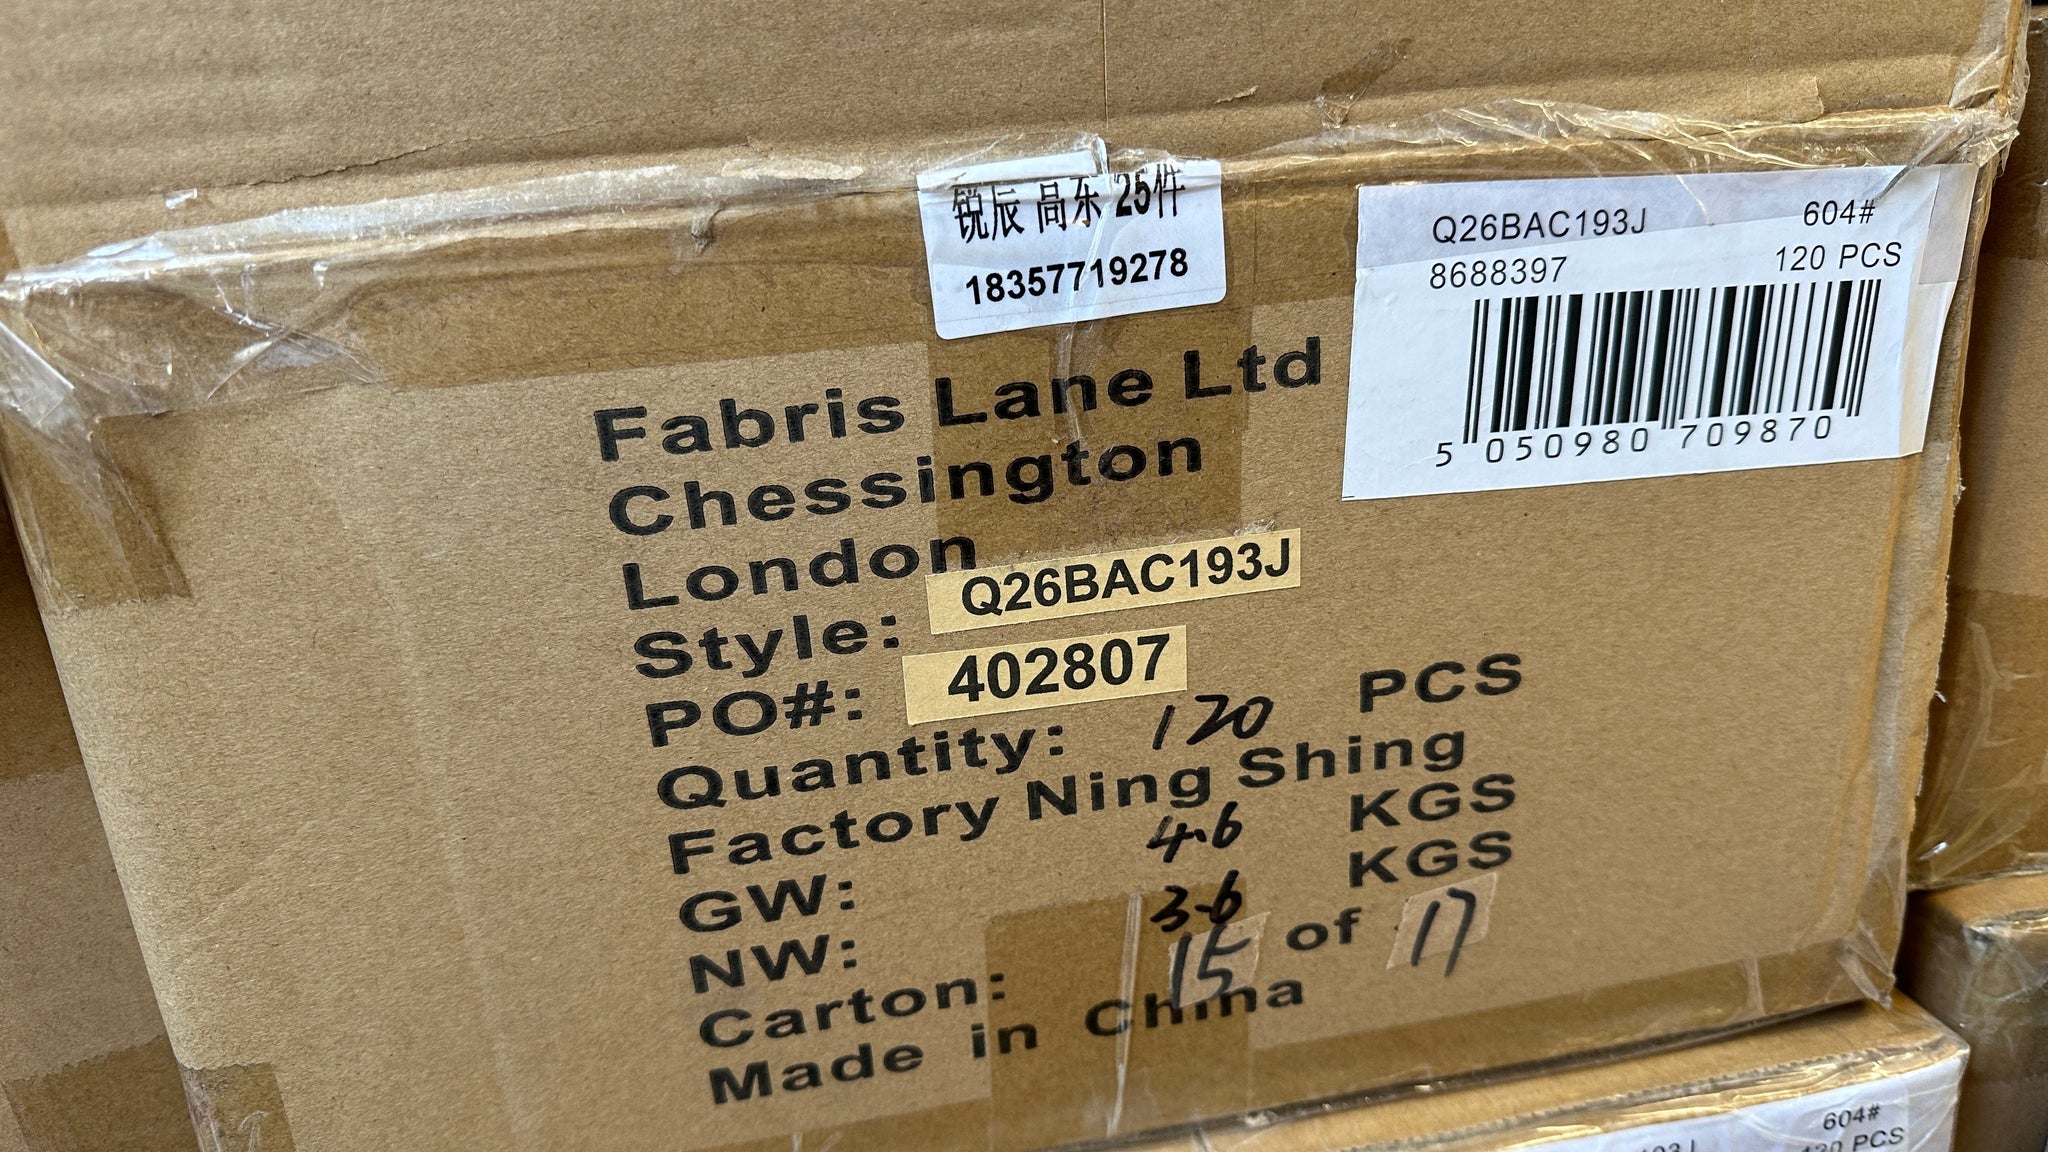 锐辰 高东 25件
18357719278
Q26BAC193J 604#
8688397 120 PCS
5 050980 709870
Fabris Lane Ltd
Chessington
London
Style: Q26BAC193J
PO#: 402807
Quantity: 120 PCS
Factory Ning Shing
GW: 4.6 KGS
NW: 3.6 KGS
Carton: 15 of 17
Made in China
604#
120 PCS